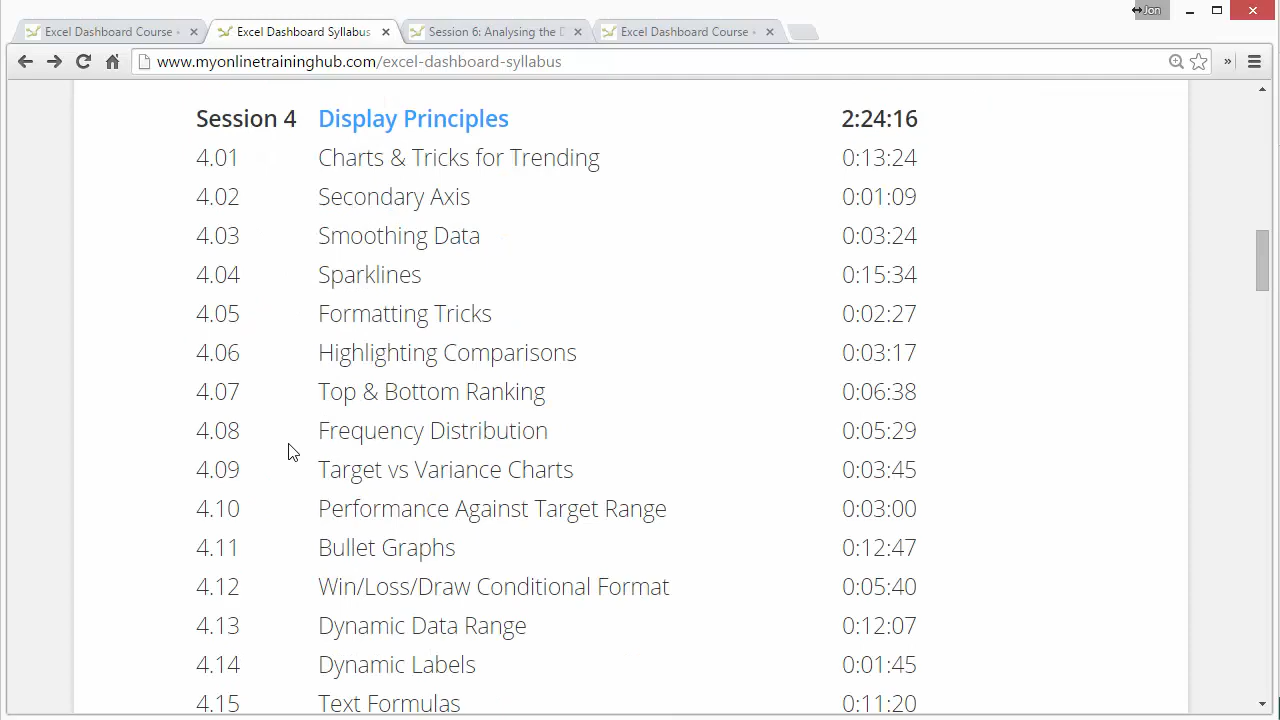 Jon
Excel Dashboard Course - Excel Dashboard Syllabus Session 6: Analysing the D Excel Dashboard Course -
www.myonlinetraininghub.com/excel-dashboard-syllabus
Session 4 Display Principles 2:24:16
4.01 Charts & Tricks for Trending 0:13:24
4.02 Secondary Axis 0:01:09
4.03 Smoothing Data 0:03:24
4.04 Sparklines 0:15:34
4.05 Formatting Tricks 0:02:27
4.06 Highlighting Comparisons 0:03:17
4.07 Top & Bottom Ranking 0:06:38
4.08 Frequency Distribution 0:05:29
4.09 Target vs Variance Charts 0:03:45
4.10 Performance Against Target Range 0:03:00
4.11 Bullet Graphs 0:12:47
4.12 Win/Loss/Draw Conditional Format 0:05:40
4.13 Dynamic Data Range 0:12:07
4.14 Dynamic Labels 0:01:45
4.15 Text Formulas 0:11:20